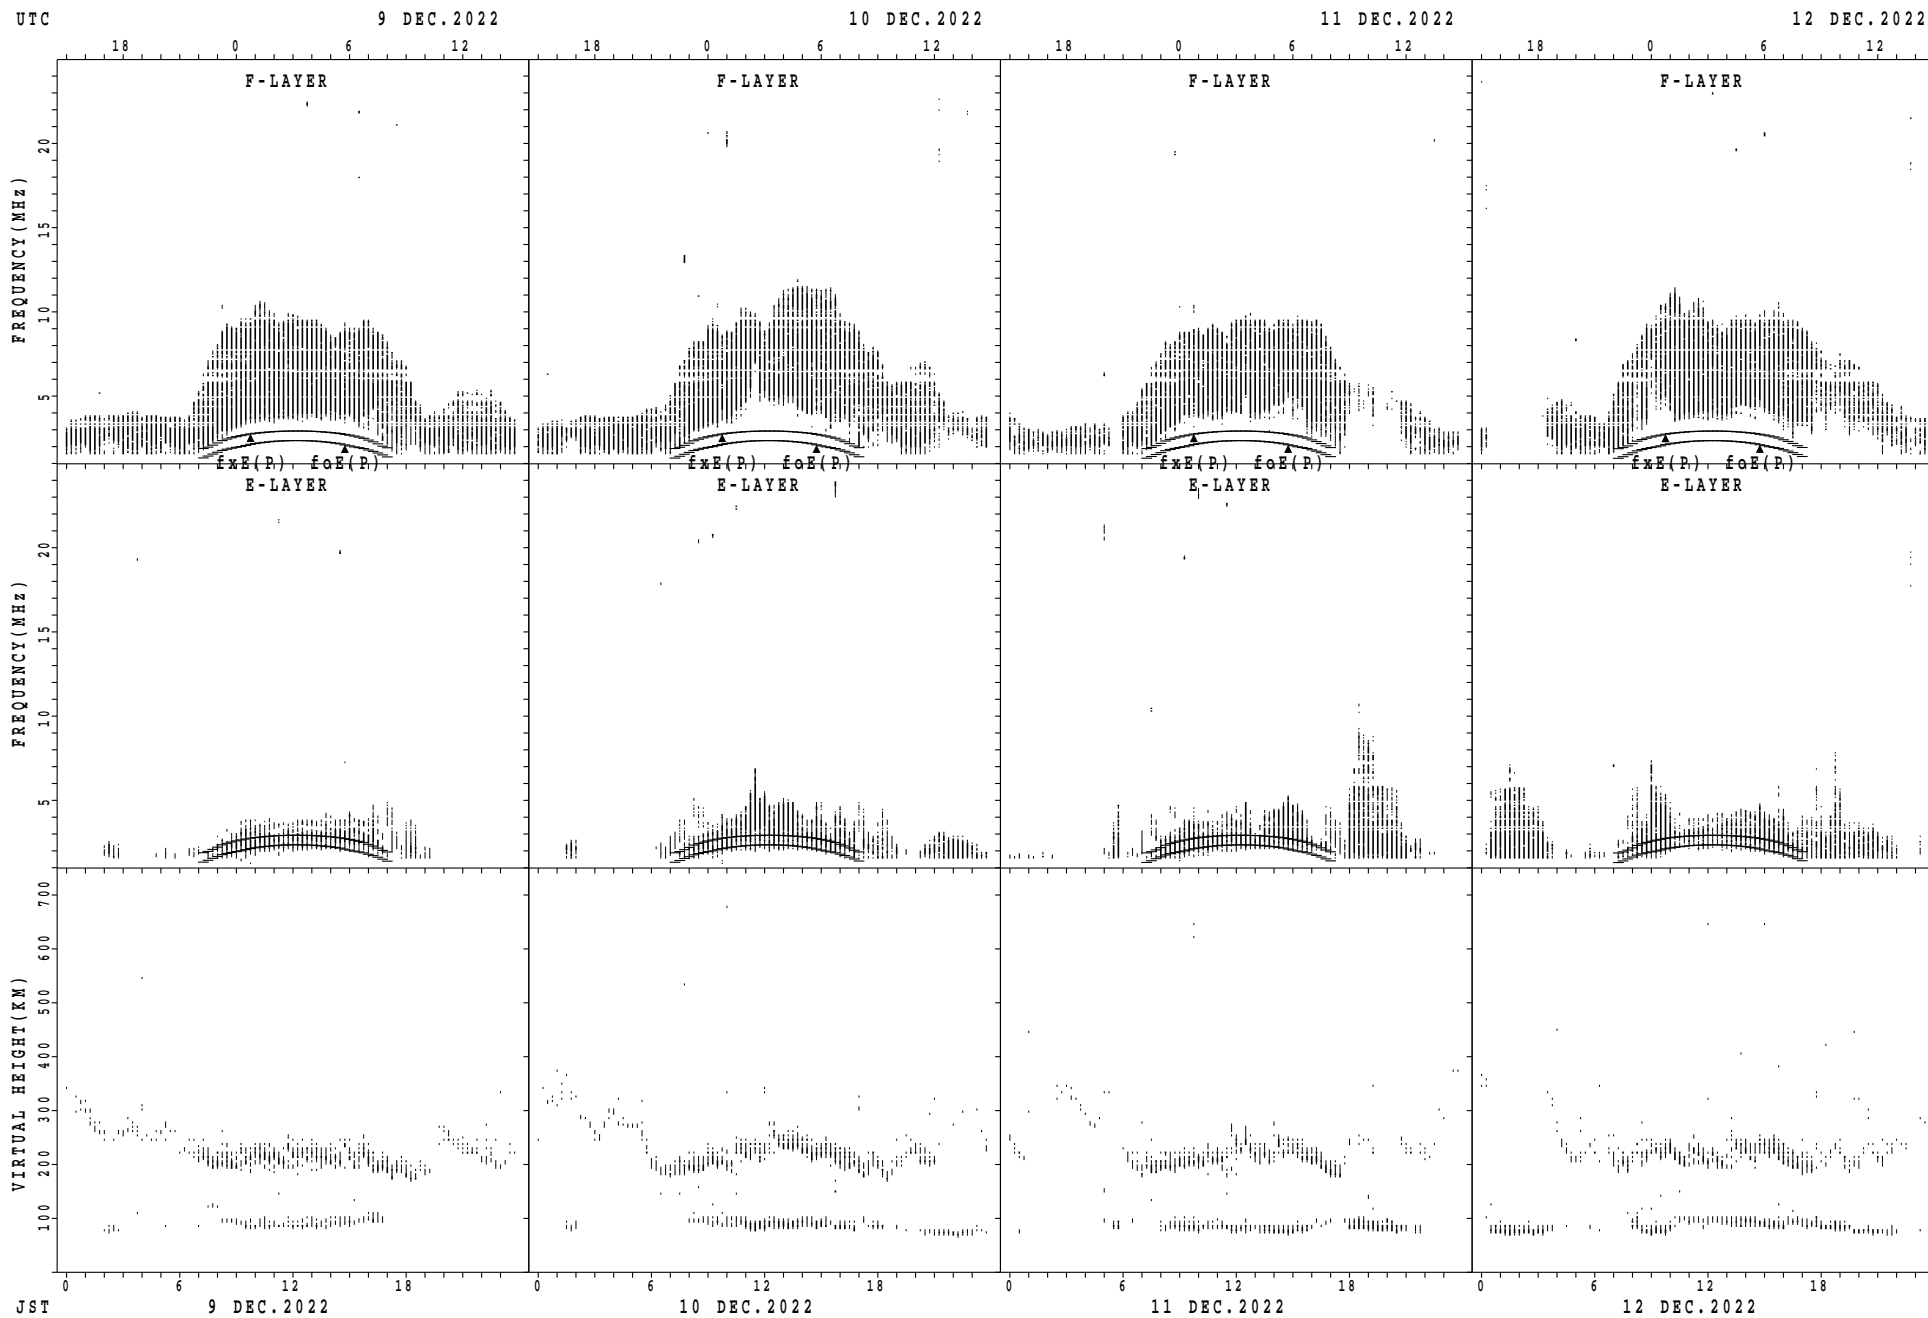 UTC 9 DEC.2022 10 DEC.2022 11 DEC.2022 12 DEC.2022
18 0 6 12 18 0 6 12 18 0 6 12 18 0 6 12
F-LAYER F-LAYER F-LAYER F-LAYER
FREQUENCY(MHz)
20
15
10
5
fxE(P) foE(P) fxE(P) foE(P) fxE(P) foE(P) fxE(P) foE(P)
E-LAYER E-LAYER E-LAYER E-LAYER
FREQUENCY(MHz)
20
15
10
5
VIRTUAL HEIGHT(KM)
700
600
500
400
300
200
100
0 6 12 18 0 6 12 18 0 6 12 18 0 6 12 18
JST 9 DEC.2022 10 DEC.2022 11 DEC.2022 12 DEC.2022